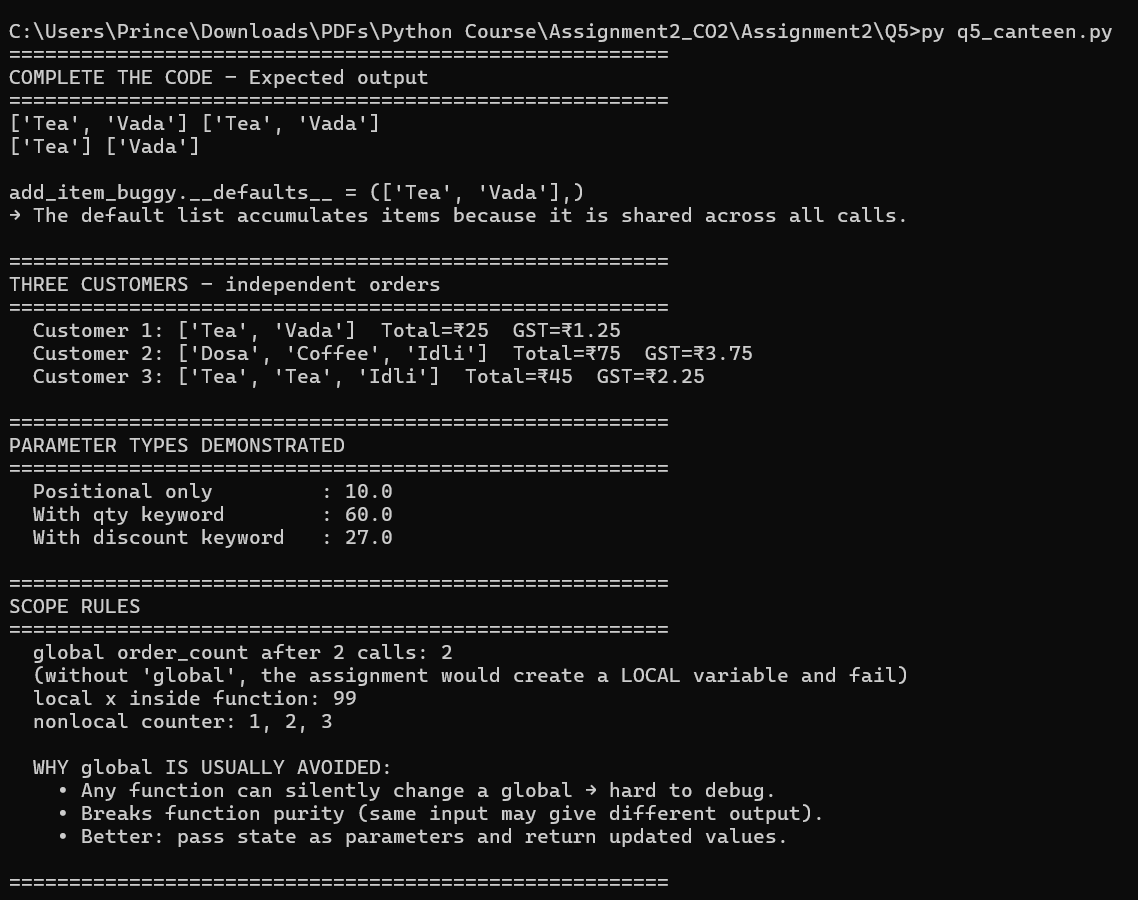 C:\Users\Prince\Downloads\PDFs\Python Course\Assignment2_CO2\Assignment2\Q5>py q5_canteen.py
=======================================================
COMPLETE THE CODE — Expected output
=======================================================
['Tea', 'Vada'] ['Tea', 'Vada']
['Tea'] ['Vada']

add_item_buggy.__defaults__ = (['Tea', 'Vada'],)
→ The default list accumulates items because it is shared across all calls.

=======================================================
THREE CUSTOMERS — independent orders
=======================================================
  Customer 1: ['Tea', 'Vada']  Total=₹25  GST=₹1.25
  Customer 2: ['Dosa', 'Coffee', 'Idli']  Total=₹75  GST=₹3.75
  Customer 3: ['Tea', 'Tea', 'Idli']  Total=₹45  GST=₹2.25

=======================================================
PARAMETER TYPES DEMONSTRATED
=======================================================
  Positional only         : 10.0
  With qty keyword        : 60.0
  With discount keyword   : 27.0

=======================================================
SCOPE RULES
=======================================================
  global order_count after 2 calls: 2
  (without 'global', the assignment would create a LOCAL variable and fail)
  local x inside function: 99
  nonlocal counter: 1, 2, 3

  WHY global IS USUALLY AVOIDED:
    • Any function can silently change a global → hard to debug.
    • Breaks function purity (same input may give different output).
    • Better: pass state as parameters and return updated values.

=======================================================